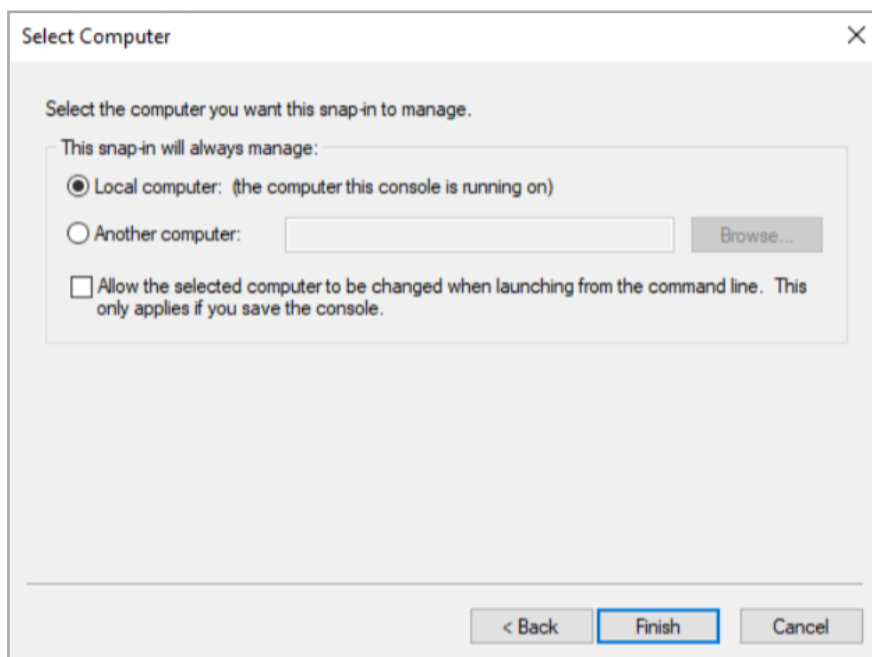 Select Computer
Select the computer you want this snap-in to manage.
This snap-in will always manage:
Local computer: (the computer this console is running on)
Another computer:
Browse...
Allow the selected computer to be changed when launching from the command line. This
only applies if you save the console.
< Back
Finish
Cancel